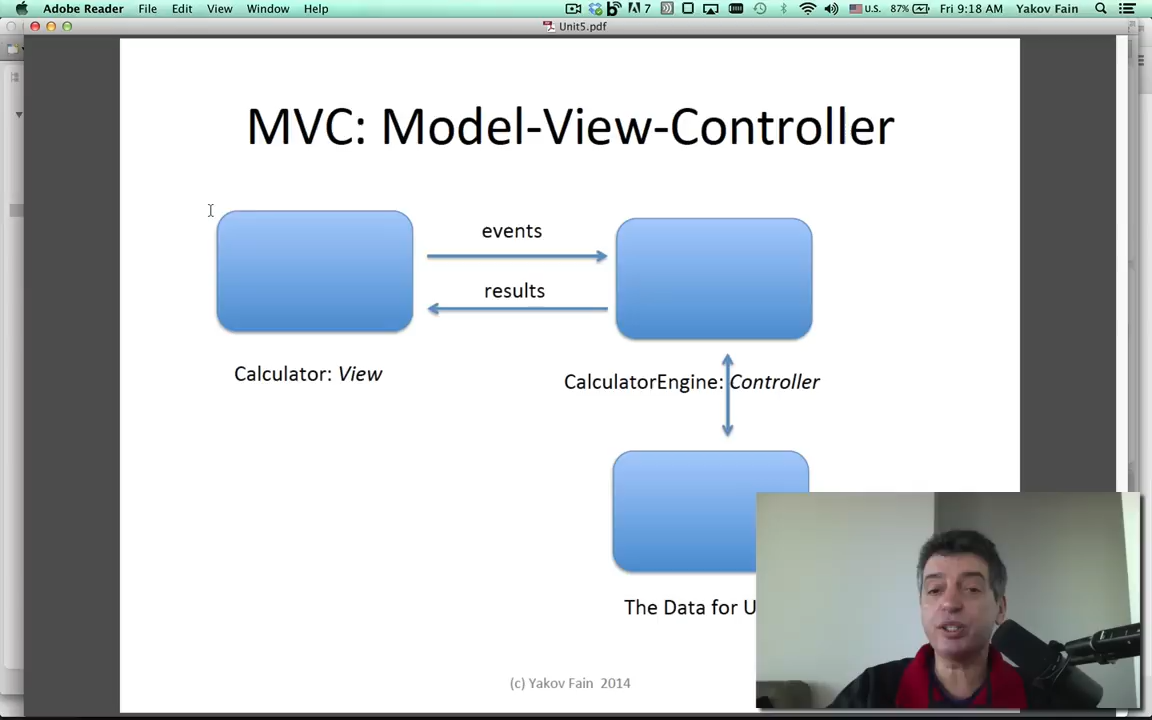 Adobe Reader File Edit View Window Help 7 U.S. 87% Fri 9:18 AM Yakov Fain
Unit5.pdf
MVC: Model-View-Controller
events
results
Calculator: View
CalculatorEngine: Controller
The Data for U
(c) Yakov Fain 2014